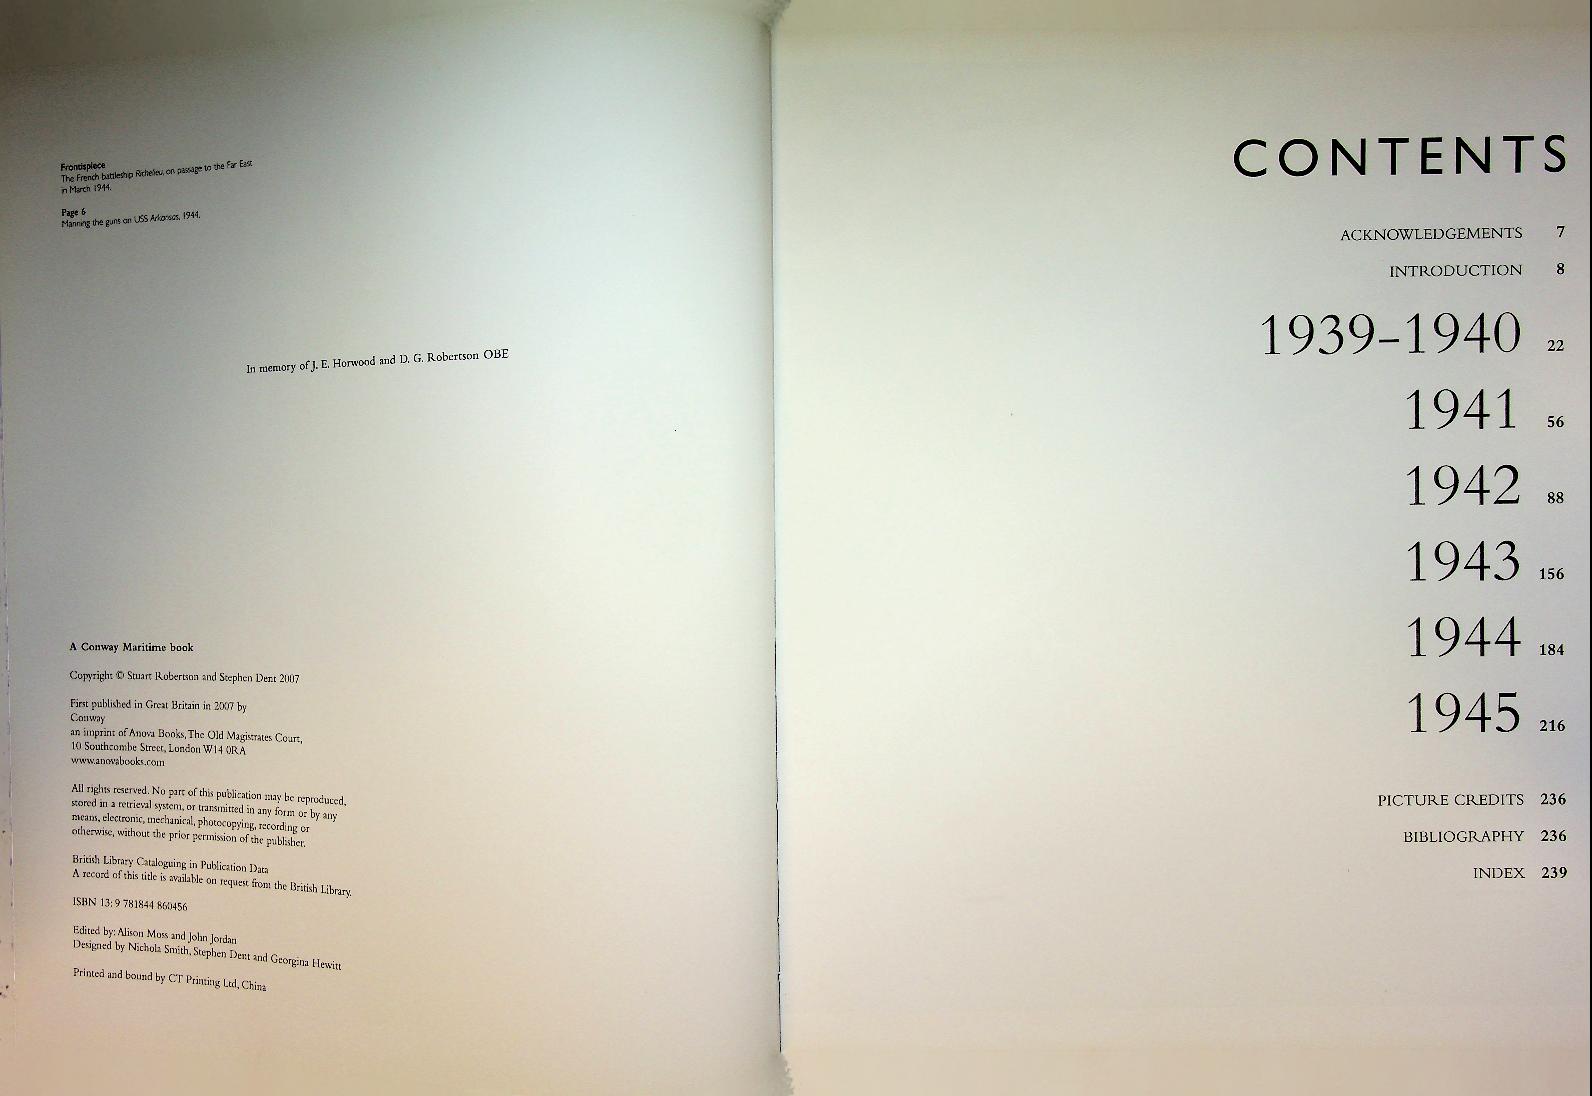 Frontispiece
The French battleship Richelieu, on passage to the Far East
in March 1944.
Page 6
Manning the guns on USS Arkansas, 1944.
In memory of J. E. Horwood and D. G. Robertson OBE
A Conway Maritime book
Copyright © Stuart Robertson and Stephen Dent 2007
First published in Great Britain in 2007 by
Conway
an imprint of Anova Books, The Old Magistrates Court,
10 Southcombe Street, London W14 0RA
www.anovabooks.com
All rights reserved. No part of this publication may be reproduced,
stored in a retrieval system, or transmitted in any form or by any
means, electronic, mechanical, photocopying, recording or
otherwise, without the prior permission of the publisher.
British Library Cataloguing in Publication Data
A record of this title is available on request from the British Library.
ISBN 13: 9 781844 860456
Edited by: Alison Moss and John Jordan
Designed by Nichola Smith, Stephen Dent and Georgina Hewitt
Printed and bound by CT Printing Ltd, China
CONTENTS
ACKNOWLEDGEMENTS 7
INTRODUCTION 8
1939–1940 22
1941 56
1942 88
1943 156
1944 184
1945 216
PICTURE CREDITS 236
BIBLIOGRAPHY 236
INDEX 239